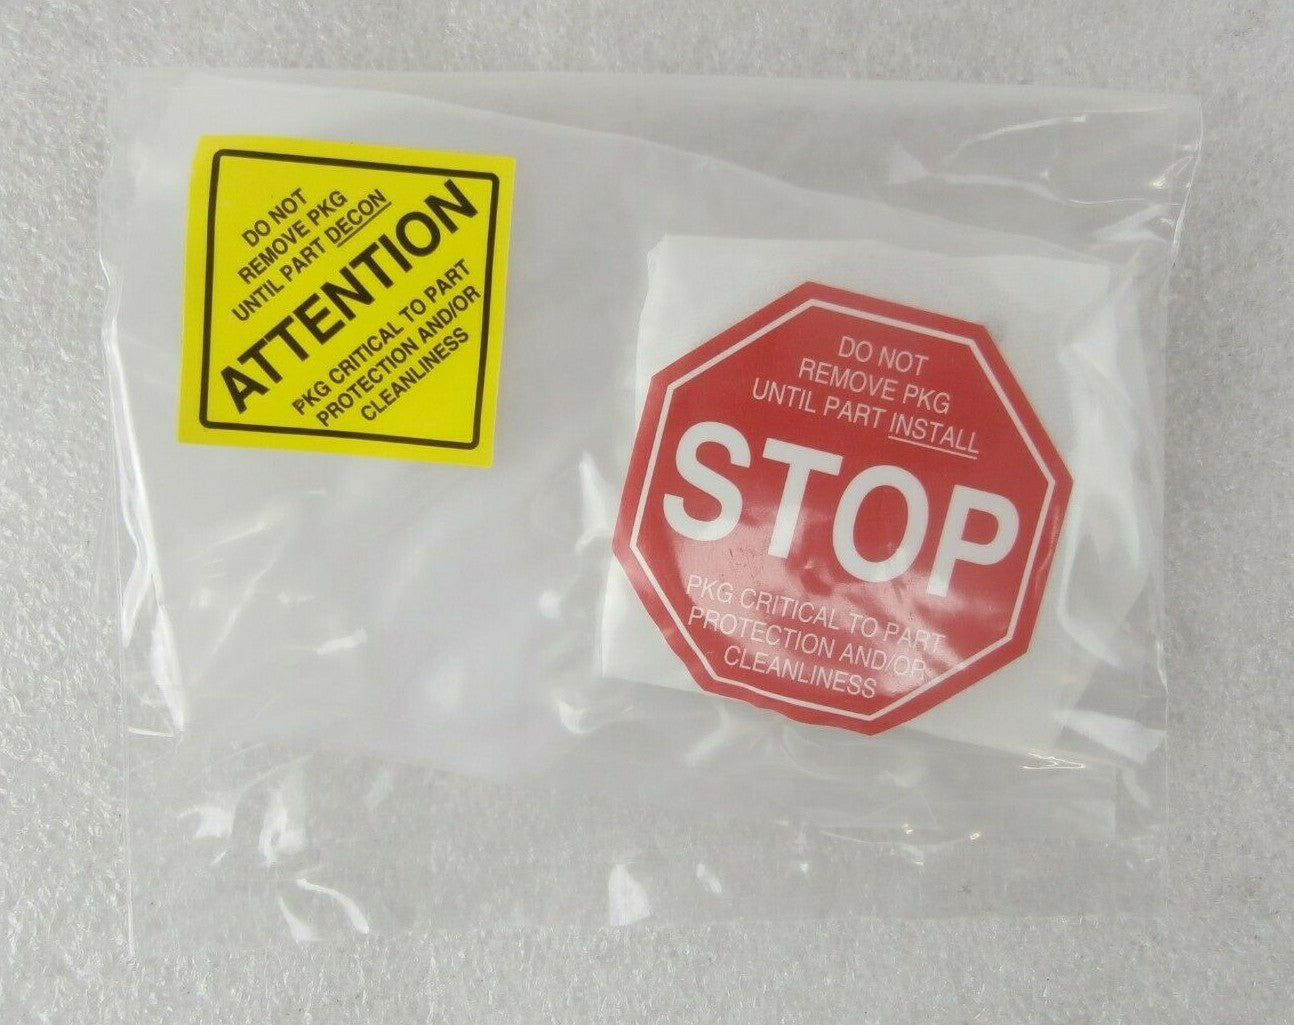 DO NOT
REMOVE PKG
UNTIL PART DECON
ATTENTION
PKG CRITICAL TO PART
PROTECTION AND/OR
CLEANLINESS
DO NOT
REMOVE PKG
UNTIL PART INSTALL
STOP
PKG CRITICAL TO PART
PROTECTION AND/OR
CLEANLINESS